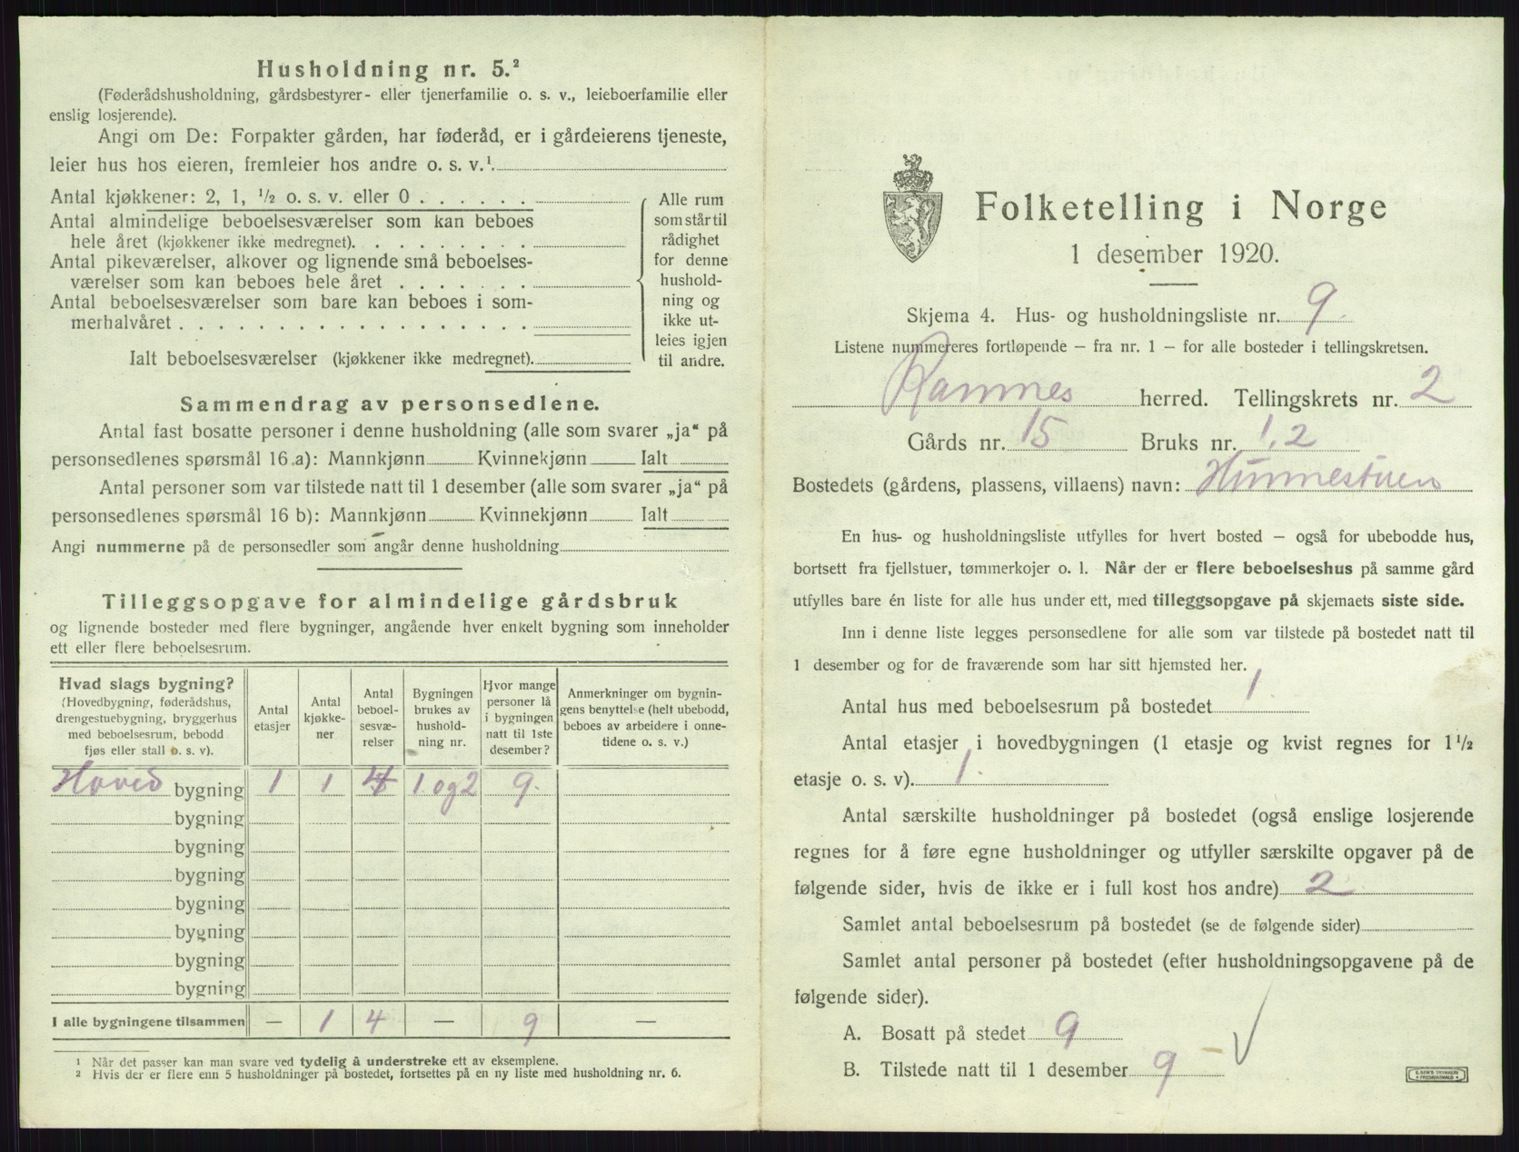 Husholdning nr. 5.²
(Føderådshusholdning, gårdsbestyrer- eller tjenerfamilie o. s. v., leieboerfamilie eller
enslig losjerende).
Angi om De: Forpakter gården, har føderåd, er i gårdeierens tjeneste,
leier hus hos eieren, fremleier hos andre o. s. v.¹.
Antal kjøkkener: 2, 1, ½ o. s. v. eller 0 . . . . . .
Antal almindelige beboelsesværelser som kan beboes
hele året (kjøkkener ikke medregnet). . . . . . . . .
Antal pikeværelser, alkover og lignende små beboelses-
værelser som kan beboes hele året . . . . . . .
Antal beboelsesværelser som bare kan beboes i som-
merhalvåret . . . . . . . . . . . . . . . . . .
Ialt beboelsesværelser (kjøkkener ikke medregnet).
Alle rum
som står til
rådighet
for denne
hushold-
ning og
ikke ut-
leies igjen
til andre.
Sammendrag av personsedlene.
Antal fast bosatte personer i denne husholdning (alle som svarer „ja“ på
personsedlenes spørsmål 16 a): Mannkjønn Kvinnekjønn Ialt
Antal personer som var tilstede natt til 1 desember (alle som svarer „ja“ på
personsedlenes spørsmål 16 b): Mannkjønn Kvinnekjønn Ialt
Angi nummerne på de personsedler som angår denne husholdning
Tilleggsopgave for almindelige gårdsbruk
og lignende bosteder med flere bygninger, angående hver enkelt bygning som inneholder
ett eller flere beboelsesrum.
Hvad slags bygning?
(Hovedbygning, føderådshus,
drengestuebygning, bryggerhus
med beboelsesrum, bebodd
fjøs eller stall o. s. v).
Antal
etasjer
Antal
kjøkke-
ner
Antal
beboel-
sesvæ-
relser
Bygningen
brukes av
hushold-
ning nr.
Hvor mange
personer lå
i bygningen
natt til 1ste
desember?
Anmerkninger om bygnin-
gens benyttelse (helt ubebodd,
beboes av arbeidere i onne-
tidene o. s. v.)
Hoved bygning 1 1 4 1 og 2 9.
bygning
bygning
bygning
bygning
bygning
bygning
bygning
I alle bygningene tilsammen — 1 4 — 9 —
¹ Når det passer kan man svare ved tydelig å understreke ett av eksemplene.
² Hvis der er flere enn 5 husholdninger på bostedet, fortsettes på en ny liste med husholdning nr. 6.
Folketelling i Norge
1 desember 1920.
Skjema 4. Hus- og husholdningsliste nr. 9.
Listene nummereres fortløpende – fra nr. 1 – for alle bosteder i tellingskretsen.
Ramnes herred. Tellingskrets nr. 2
Gårds nr. 15 Bruks nr. 1,2
Bostedets (gårdens, plassens, villaens) navn: Himmestuen
En hus- og husholdningsliste utfylles for hvert bosted – også for ubebodde hus,
bortsett fra fjellstuer, tømmerkojer o. l. Når der er flere beboelseshus på samme gård
utfylles bare én liste for alle hus under ett, med tilleggsopgave på skjemaets siste side.
Inn i denne liste legges personsedlene for alle som var tilstede på bostedet natt til
1 desember og for de fraværende som har sitt hjemsted her.
Antal hus med beboelsesrum på bostedet 1.
Antal etasjer i hovedbygningen (1 etasje og kvist regnes for 1½
etasje o. s. v). 1.
Antal særskilte husholdninger på bostedet (også enslige losjerende
regnes for å føre egne husholdninger og utfyller særskilte opgaver på de
følgende sider, hvis de ikke er i full kost hos andre) 2
Samlet antal beboelsesrum på bostedet (se de følgende sider)
Samlet antal personer på bostedet (efter husholdningsopgavene på de
følgende sider).
A. Bosatt på stedet 9
B. Tilstede natt til 1 desember 9